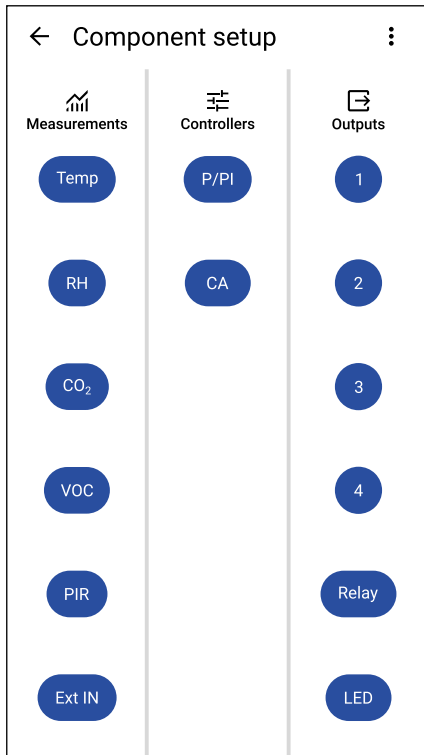 Component setup
Measurements Controllers Outputs
Temp P/PI 1
RH CA 2
CO₂ 3
VOC 4
PIR Relay
Ext IN LED